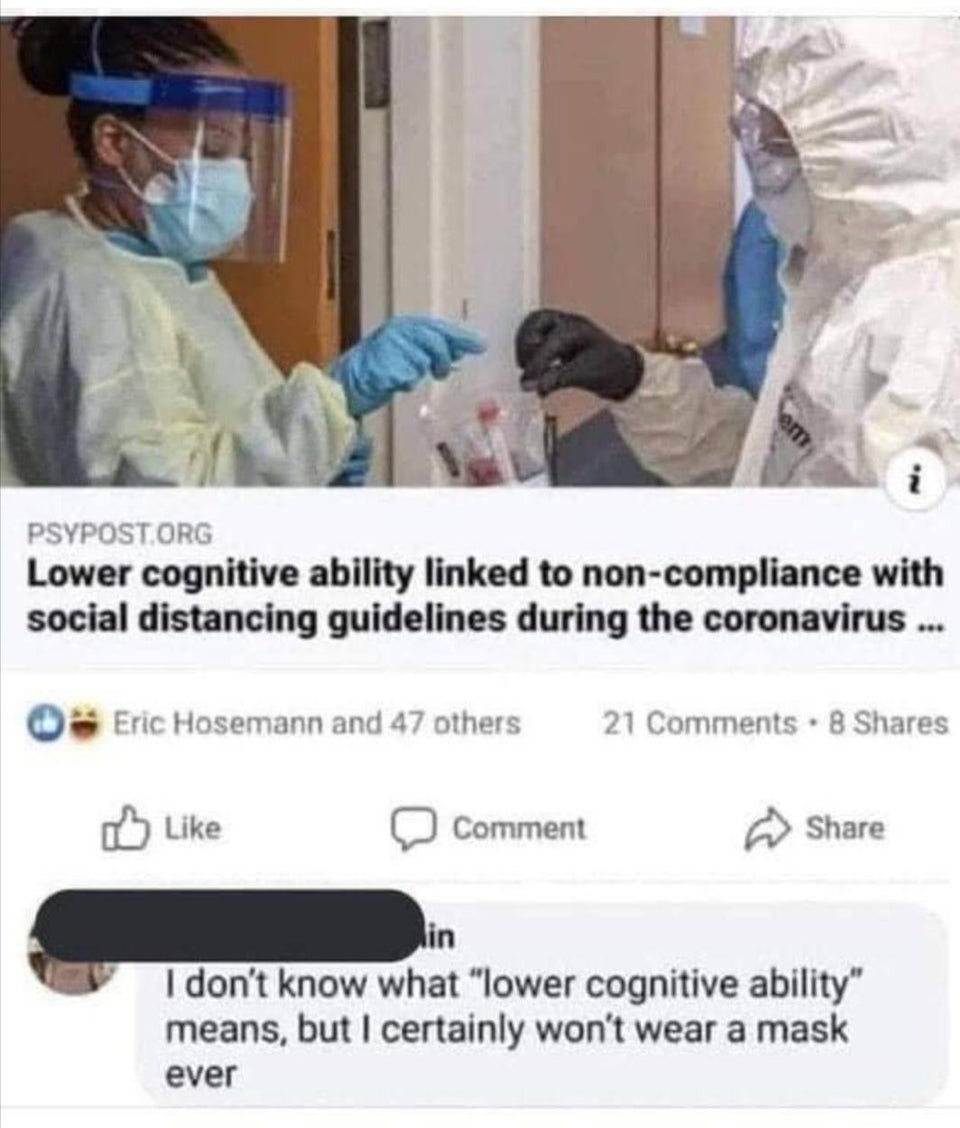 em
i
PSYPOST.ORG
Lower cognitive ability linked to non-compliance with
social distancing guidelines during the coronavirus ...
Eric Hosemann and 47 others 21 Comments • 8 Shares
Like Comment Share
in
I don't know what "lower cognitive ability"
means, but I certainly won't wear a mask
ever